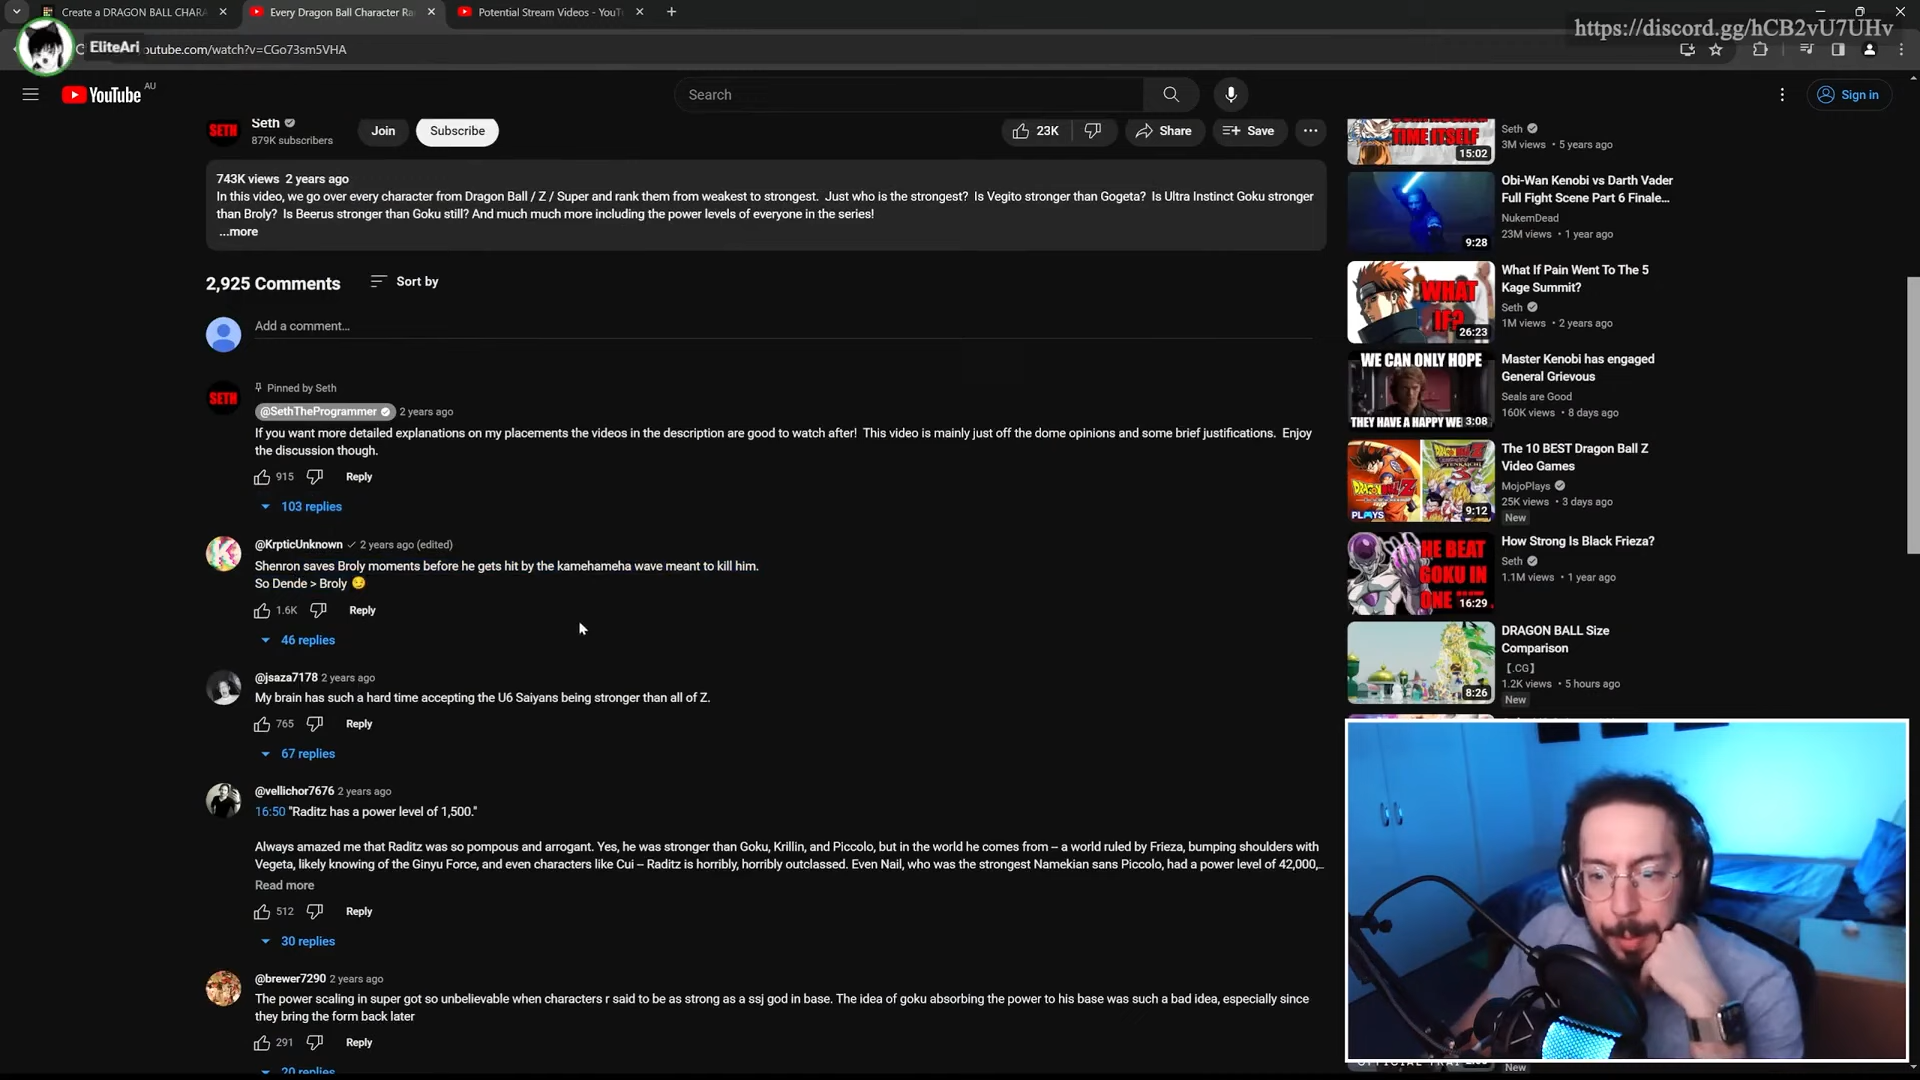 Create a DRAGON BALL CHARA
Every Dragon Ball Character Ra
Potential Stream Videos - YouT
https://discord.gg/hCB2vU7UHv
EliteAri
outube.com/watch?v=CGo73sm5VHA
YouTube AU
Search
Sign in
SETH
Seth
879K subscribers
Join
Subscribe
23K
Share
Save
743K views 2 years ago
In this video, we go over every character from Dragon Ball / Z / Super and rank them from weakest to strongest. Just who is the strongest? Is Vegito stronger than Gogeta? Is Ultra Instinct Goku stronger
than Broly? Is Beerus stronger than Goku still? And much much more including the power levels of everyone in the series!
...more
2,925 Comments
Sort by
Add a comment...
Pinned by Seth
SETH
@SethTheProgrammer 2 years ago
If you want more detailed explanations on my placements the videos in the description are good to watch after! This video is mainly just off the dome opinions and some brief justifications. Enjoy
the discussion though.
915
Reply
103 replies
@KrpticUnknown 2 years ago (edited)
Shenron saves Broly moments before he gets hit by the kamehameha wave meant to kill him.
So Dende > Broly 😏
1.6K
Reply
46 replies
@jsaza7178 2 years ago
My brain has such a hard time accepting the U6 Saiyans being stronger than all of Z.
765
Reply
67 replies
@vellichor7676 2 years ago
16:50 "Raditz has a power level of 1,500."
Always amazed me that Raditz was so pompous and arrogant. Yes, he was stronger than Goku, Krillin, and Piccolo, but in the world he comes from -- a world ruled by Frieza, bumping shoulders with
Vegeta, likely knowing of the Ginyu Force, and even characters like Cui -- Raditz is horribly, horribly outclassed. Even Nail, who was the strongest Namekian sans Piccolo, had a power level of 42,000,...
Read more
512
Reply
30 replies
@brewer7290 2 years ago
The power scaling in super got so unbelievable when characters r said to be as strong as a ssj god in base. The idea of goku absorbing the power to his base was such a bad idea, especially since
they bring the form back later
291
Reply
20 replies
TIME ITSELF
15:02
Seth
3M views • 5 years ago
9:28
Obi-Wan Kenobi vs Darth Vader
Full Fight Scene Part 6 Finale...
NukemDead
23M views • 1 year ago
WHAT
IF?
26:23
What If Pain Went To The 5
Kage Summit?
Seth
1M views • 2 years ago
WE CAN ONLY HOPE
THEY HAVE A HAPPY WE
3:08
Master Kenobi has engaged
General Grievous
Seals are Good
160K views • 8 days ago
PLAYS
9:12
The 10 BEST Dragon Ball Z
Video Games
MojoPlays
25K views • 3 days ago
New
HE BEAT
GOKU IN
ONE
16:29
How Strong Is Black Frieza?
Seth
1.1M views • 1 year ago
8:26
DRAGON BALL Size
Comparison
【.CG】
1.2K views • 5 hours ago
New
New